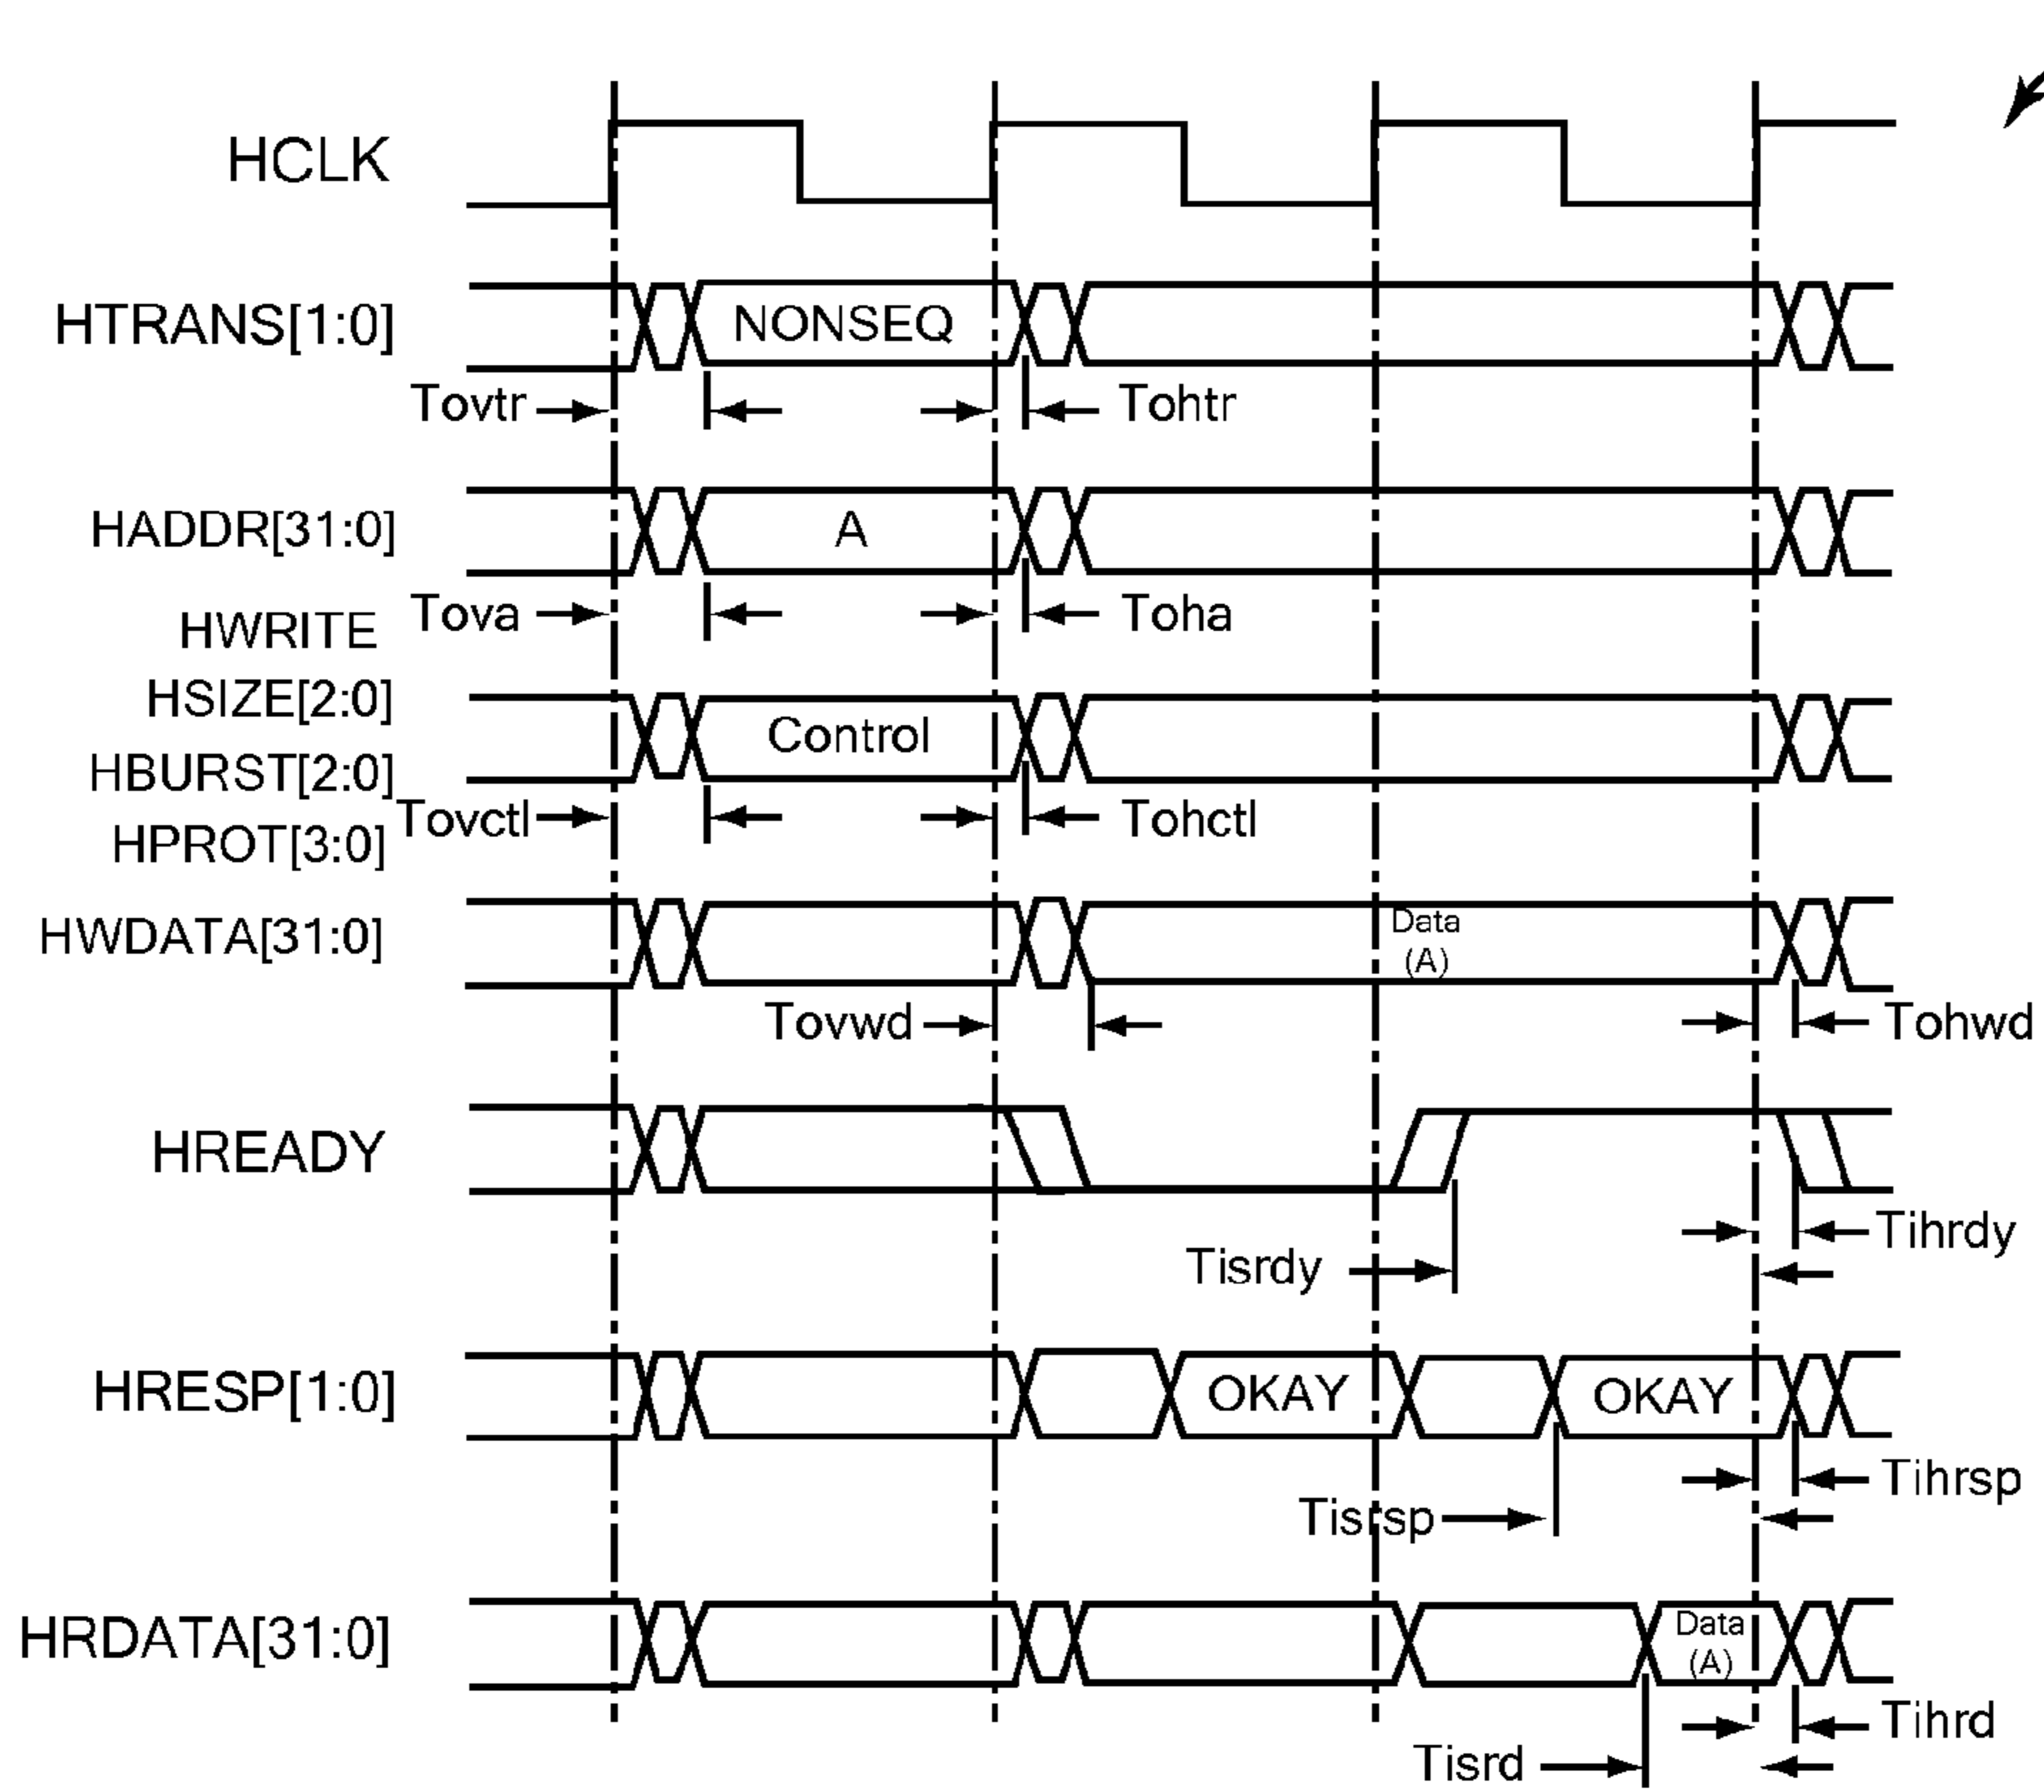 HCLK
HTRANS[1:0] NONSEQ
Tovtr Tohtr
HADDR[31:0] A
Tova Toha
HWRITE
HSIZE[2:0]
Control
HBURST[2:0]
Tovctl Tohctl
HPROT[3:0]
HWDATA[31:0] Data
(A)
Tovwd Tohwd
HREADY
Tihrdy
Tisrdy
HRESP[1:0] OKAY OKAY
Tihrsp
Tisrsp
HRDATA[31:0] Data
(A)
Tihrd
Tisrd